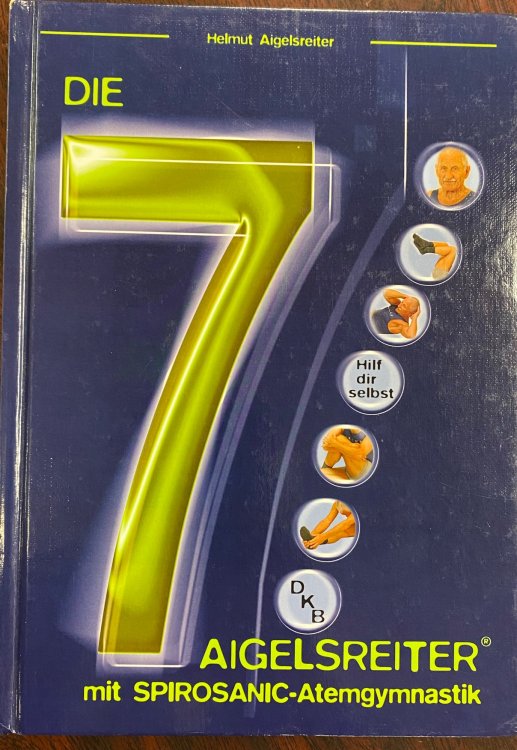 Helmut Aigelsreiter
DIE
7
Hilf
dir
selbst
D
K
B
AIGELSREITER®
mit SPIROSANIC-Atemgymnastik